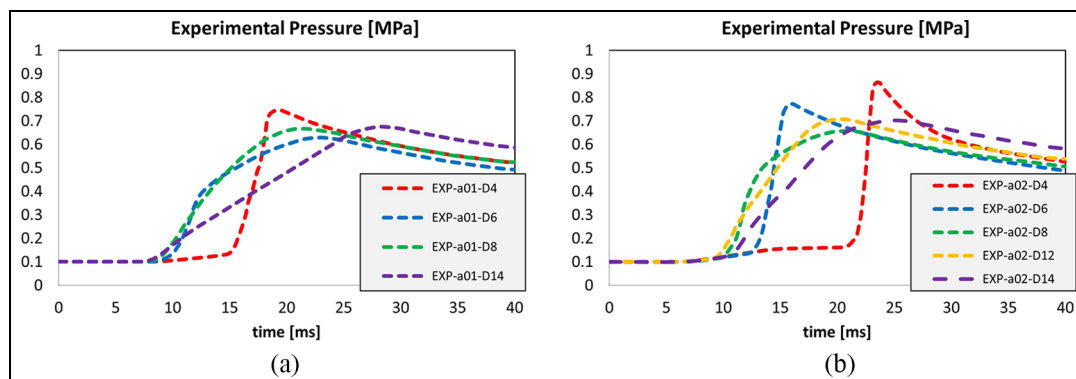 Experimental Pressure [MPa]
1
0.9
0.8
0.7
0.6
0.5
0.4
0.3
0.2
0.1
0
0 5 10 15 20 25 30 35 40
time [ms]
EXP-a01-D4
EXP-a01-D6
EXP-a01-D8
EXP-a01-D14
(a)
Experimental Pressure [MPa]
1
0.9
0.8
0.7
0.6
0.5
0.4
0.3
0.2
0.1
0
0 5 10 15 20 25 30 35 40
time [ms]
EXP-a02-D4
EXP-a02-D6
EXP-a02-D8
EXP-a02-D12
EXP-a02-D14
(b)